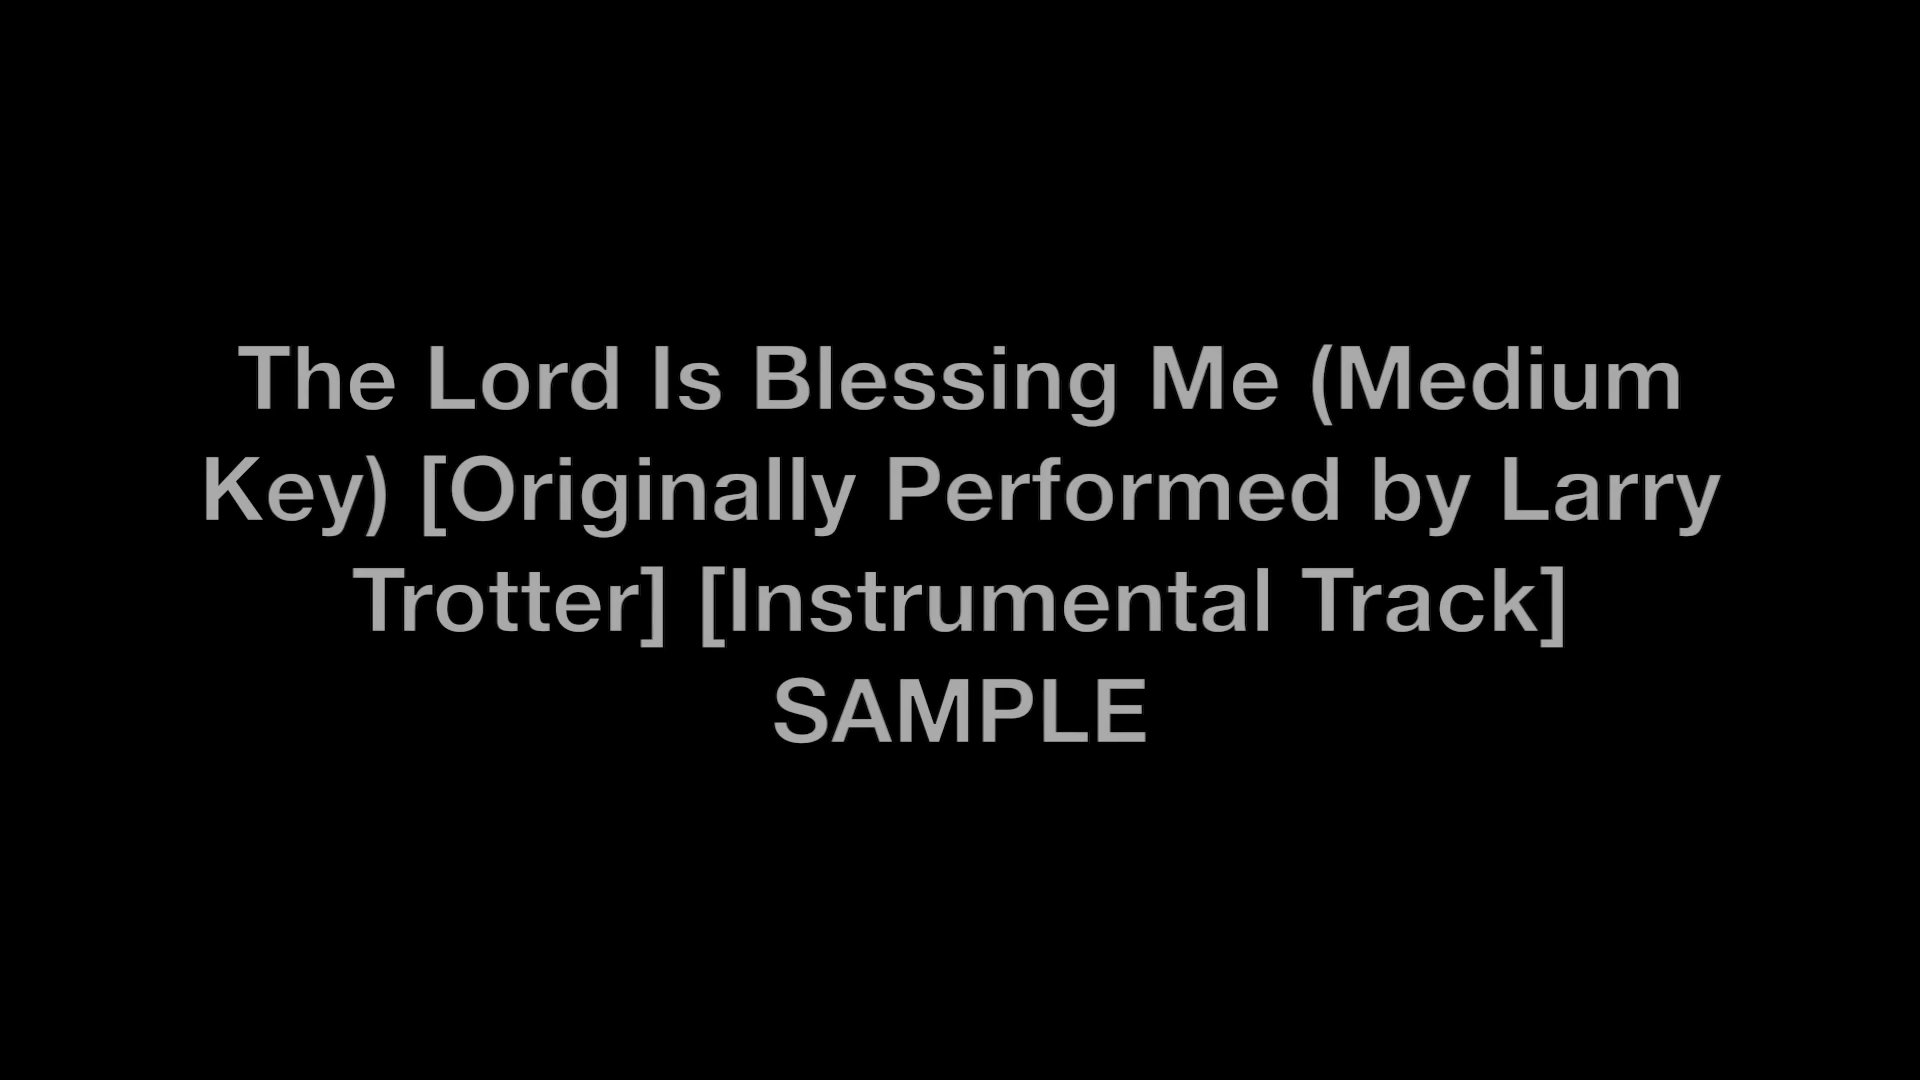 The Lord Is Blessing Me (Medium
Key) [Originally Performed by Larry
Trotter] [Instrumental Track]
SAMPLE